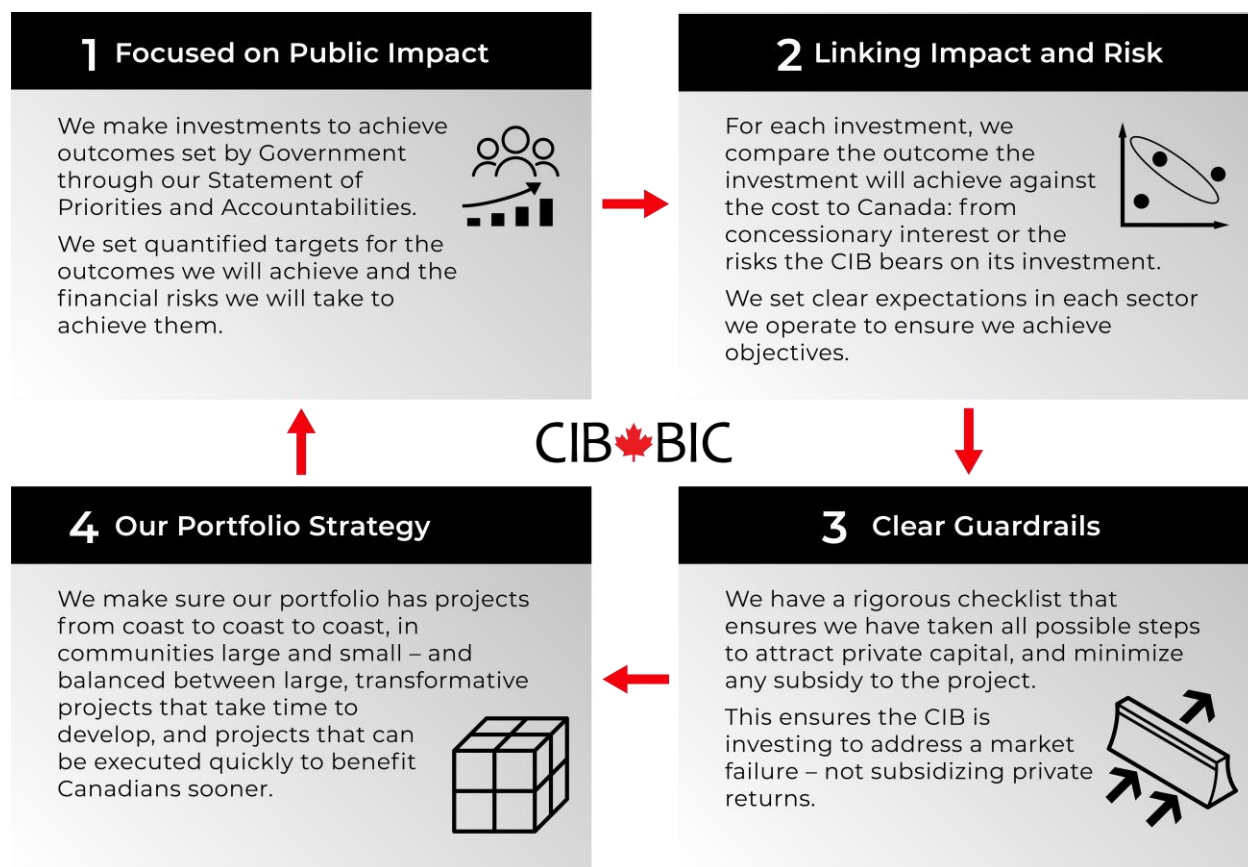 1 Focused on Public Impact
We make investments to achieve
outcomes set by Government
through our Statement of
Priorities and Accountabilities.
We set quantified targets for the
outcomes we will achieve and the
financial risks we will take to
achieve them.
2 Linking Impact and Risk
For each investment, we
compare the outcome the
investment will achieve against
the cost to Canada: from
concessionary interest or the
risks the CIB bears on its investment.
We set clear expectations in each sector
we operate to ensure we achieve
objectives.
CIB BIC
4 Our Portfolio Strategy
We make sure our portfolio has projects
from coast to coast to coast, in
communities large and small – and
balanced between large, transformative
projects that take time to
develop, and projects that can
be executed quickly to benefit
Canadians sooner.
3 Clear Guardrails
We have a rigorous checklist that
ensures we have taken all possible steps
to attract private capital, and minimize
any subsidy to the project.
This ensures the CIB is
investing to address a market
failure – not subsidizing private
returns.